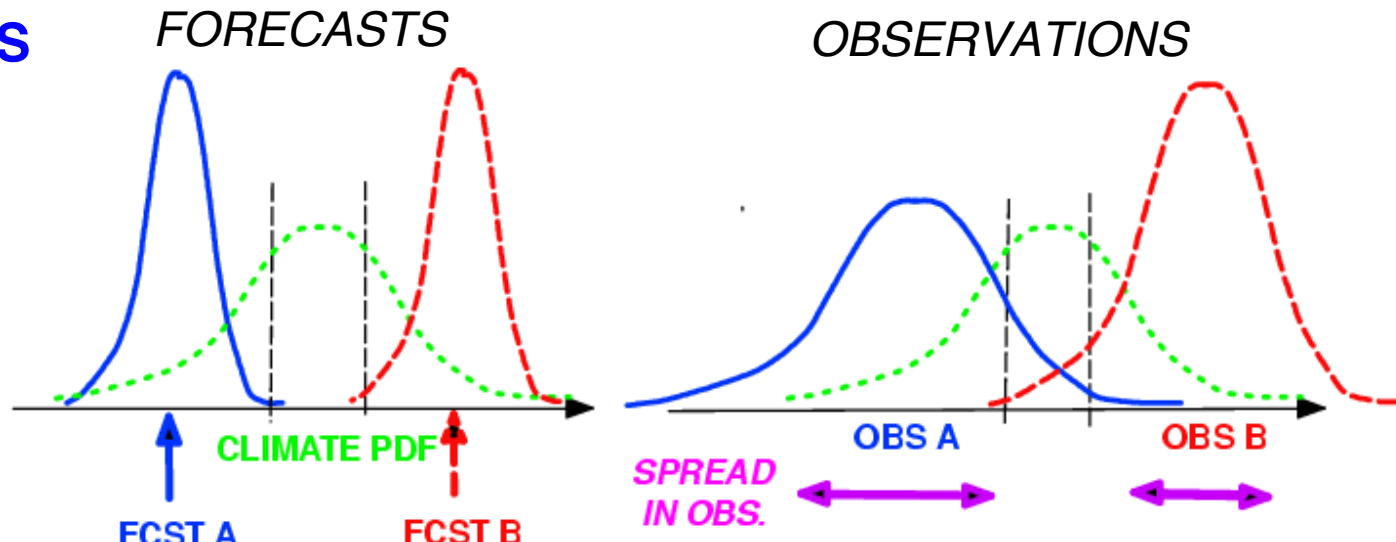 S
FORECASTS
OBSERVATIONS
CLIMATE PDF
FCST A
FCST B
OBS A
OBS B
SPREAD
IN OBS.